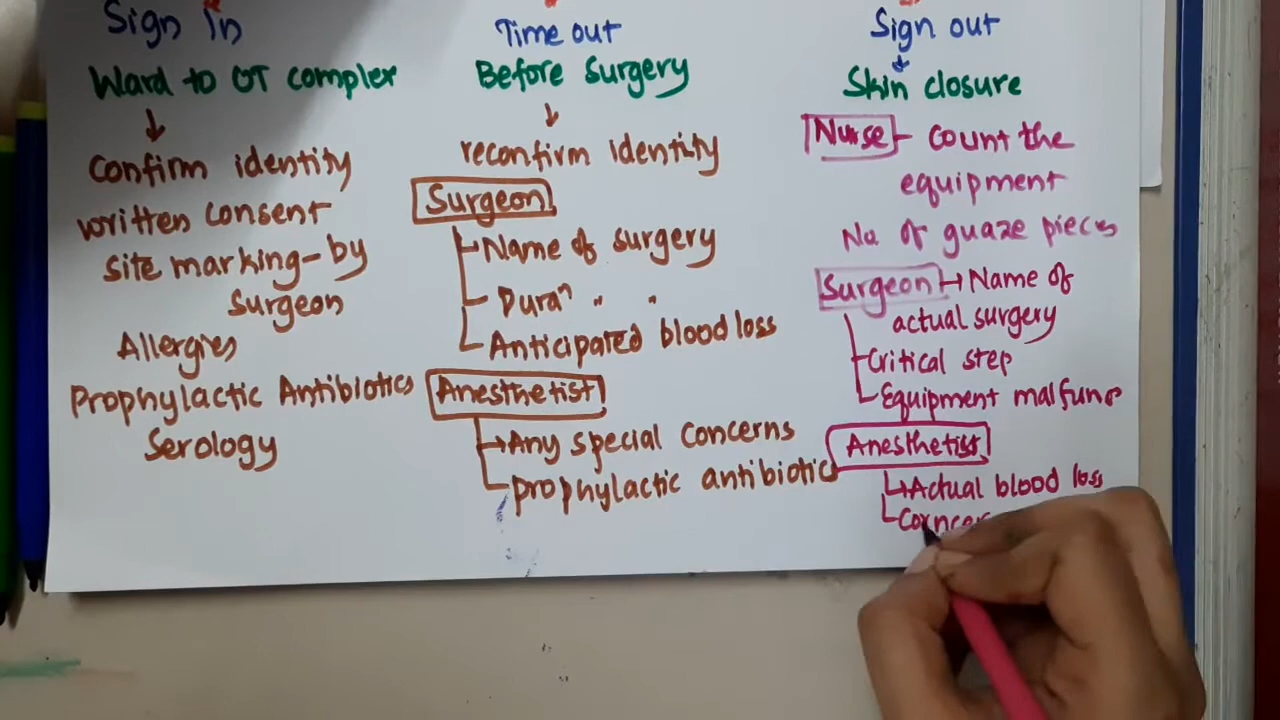 Sign in
Ward to OT complex
Confirm identity
written consent
site marking - by
Surgeon
Allergies
Prophylactic Antibiotics
Serology
Time out
Before Surgery
reconfirm identity
Surgeon
Name of surgery
Duraⁿ " "
Anticipated blood loss
Anesthetist
Any special concerns
prophylactic antibiotics
Sign out
Skin closure
Nurse - count the
equipment
No of guaze pieces
Surgeon → Name of
actual surgery
Critical step
Equipment malfunc
Anesthetist
Actual blood loss